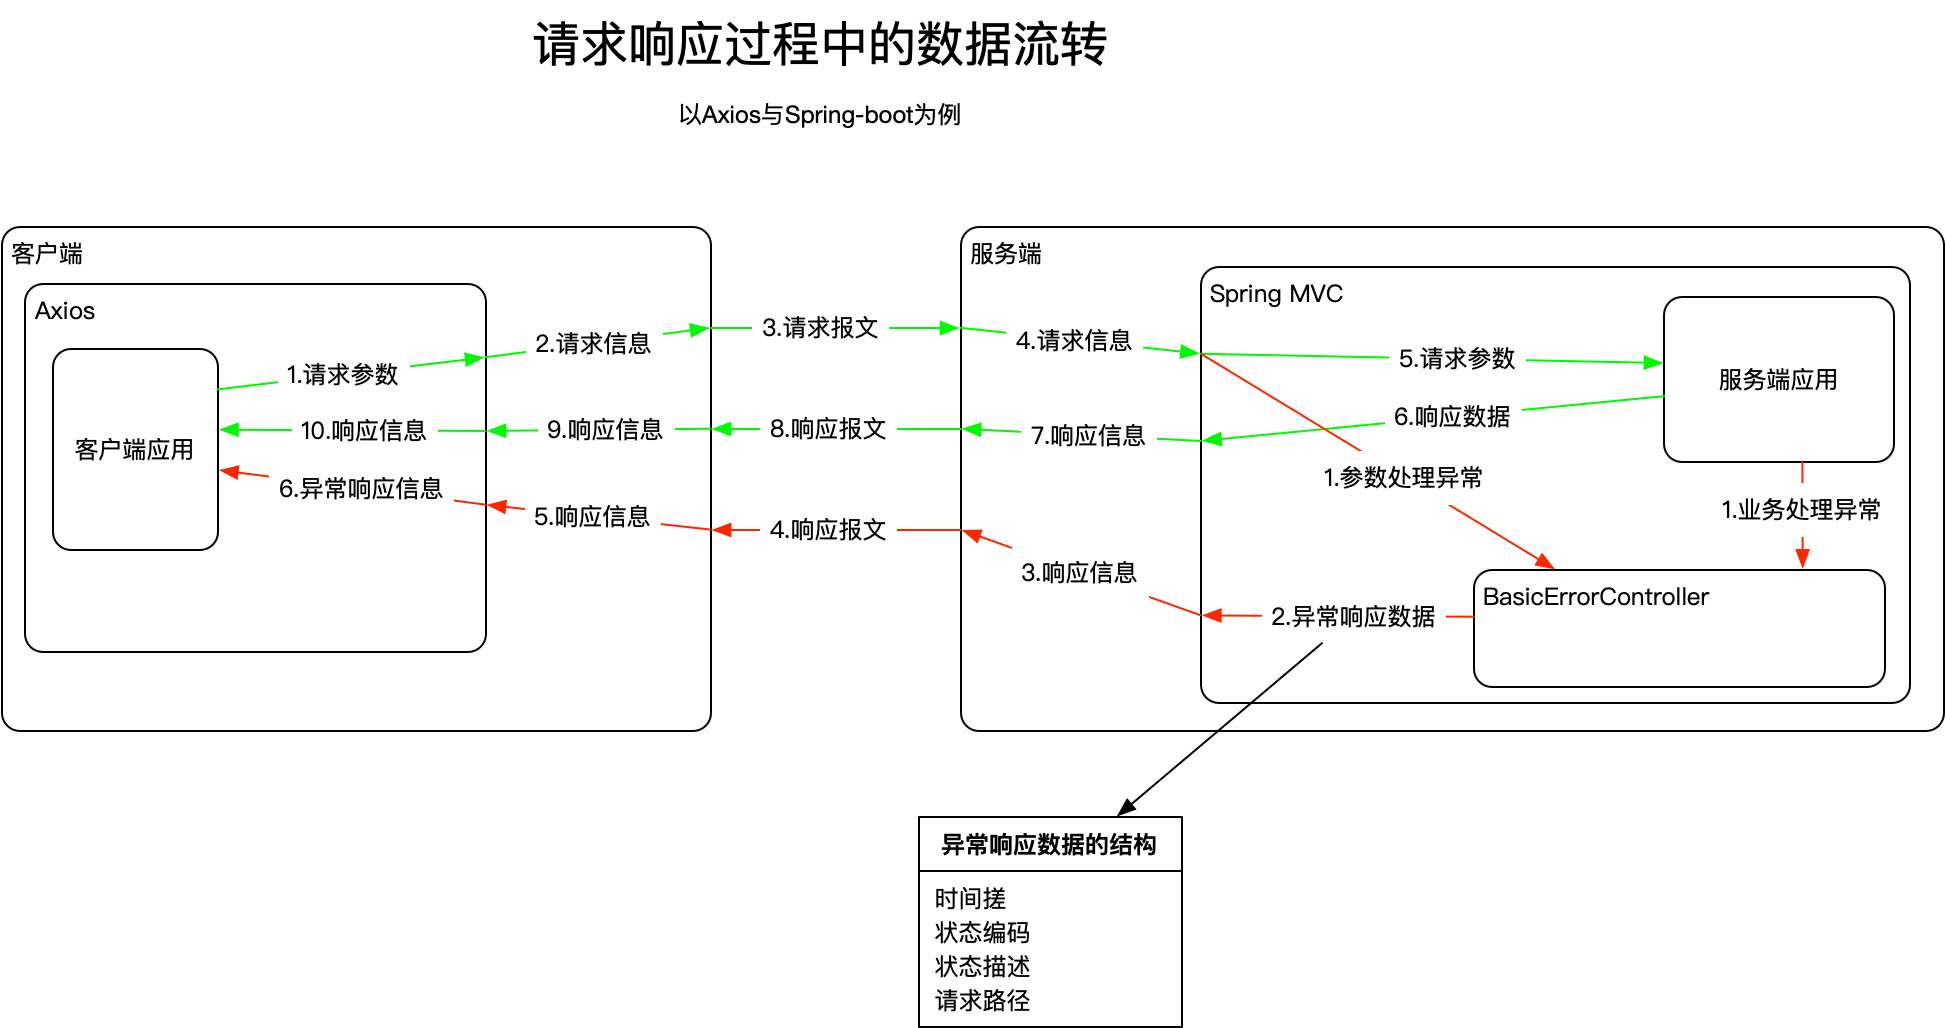 请求响应过程中的数据流转
以Axios与Spring-boot为例
客户端
Axios
客户端应用
1.请求参数
2.请求信息
3.请求报文
服务端
4.请求信息
Spring MVC
5.请求参数
服务端应用
6.响应数据
7.响应信息
8.响应报文
9.响应信息
10.响应信息
1.参数处理异常
1.业务处理异常
BasicErrorController
2.异常响应数据
3.响应信息
4.响应报文
5.响应信息
6.异常响应信息
异常响应数据的结构
时间搓
状态编码
状态描述
请求路径